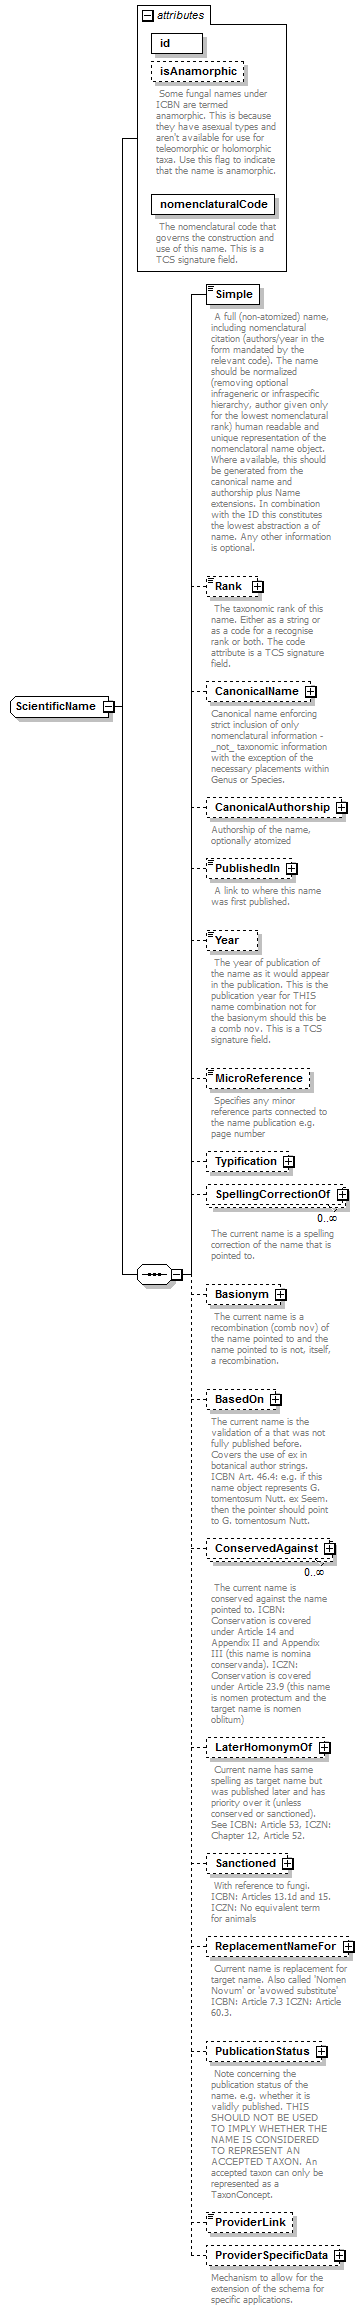 attributes
id
isAnamorphic
Some fungal names under
ICBN are termed
anamorphic. This is because
they have asexual types and
aren't available for use for
teleomorphic or holomorphic
taxa. Use this flag to indicate
that the name is anamorphic.
nomenclaturalCode
The nomenclatural code that
governs the construction and
use of this name. This is a
TCS signature field.
Simple
A full (non-atomized) name,
including nomenclatural
citation (authors/year in the
form mandated by the
relevant code). The name
should be normalized
(removing optional
infrageneric or infraspecific
hierarchy, author given only
for the lowest nomenclatural
rank) human readable and
unique representation of the
nomenclatoral name object.
Where available, this should
be generated from the
canonical name and
authorship plus Name
extensions. In combination
with the ID this constitutes
the lowest abstraction a of
name. Any other information
is optional.
Rank
The taxonomic rank of this
name. Either as a string or
as a code for a recognise
rank or both. The code
attribute is a TCS signature
field.
ScientificName
CanonicalName
Canonical name enforcing
strict inclusion of only
nomenclatural information -
_not_ taxonomic information
with the exception of the
necessary placements within
Genus or Species.
CanonicalAuthorship
Authorship of the name,
optionally atomized
PublishedIn
A link to where this name
was first published.
Year
The year of publication of
the name as it would appear
in the publication. This is the
publication year for THIS
name combination not for
the basionym should this be
a comb nov. This is a TCS
signature field.
MicroReference
Specifies any minor
reference parts connected to
the name publication e.g.
page number
Typification
SpellingCorrectionOf
0..∞
The current name is a spelling
correction of the name that is
pointed to.
Basionym
The current name is a
recombination (comb nov) of
the name pointed to and the
name pointed to is not, itself,
a recombination.
BasedOn
The current name is the
validation of a that was not
fully published before.
Covers the use of ex in
botanical author strings.
ICBN Art. 46.4: e.g. if this
name object represents G.
tomentosum Nutt. ex Seem.
then the pointer should point
to G. tomentosum Nutt.
ConservedAgainst
0..∞
The current name is
conserved against the name
pointed to. ICBN:
Conservation is covered
under Article 14 and
Appendix II and Appendix
III (this name is nomina
conservanda). ICZN:
Conservation is covered
under Article 23.9 (this name
is nomen protectum and the
target name is nomen
oblitum)
LaterHomonymOf
Current name has same
spelling as target name but
was published later and has
priority over it (unless
conserved or sanctioned).
See ICBN: Article 53, ICZN:
Chapter 12, Article 52.
Sanctioned
With reference to fungi.
ICBN: Articles 13.1d and 15.
ICZN: No equivalent term
for animals
ReplacementNameFor
Current name is replacement for
target name. Also called 'Nomen
Novum' or 'avowed substitute'
ICBN: Article 7.3 ICZN: Article
60.3.
PublicationStatus
Note concerning the
publication status of the
name. e.g. whether it is
validly published. THIS
SHOULD NOT BE USED
TO IMPLY WHETHER THE
NAME IS CONSIDERED
TO REPRESENT AN
ACCEPTED TAXON. An
accepted taxon can only be
represented as a
TaxonConcept.
ProviderLink
ProviderSpecificData
Mechanism to allow for the
extension of the schema for
specific applications.